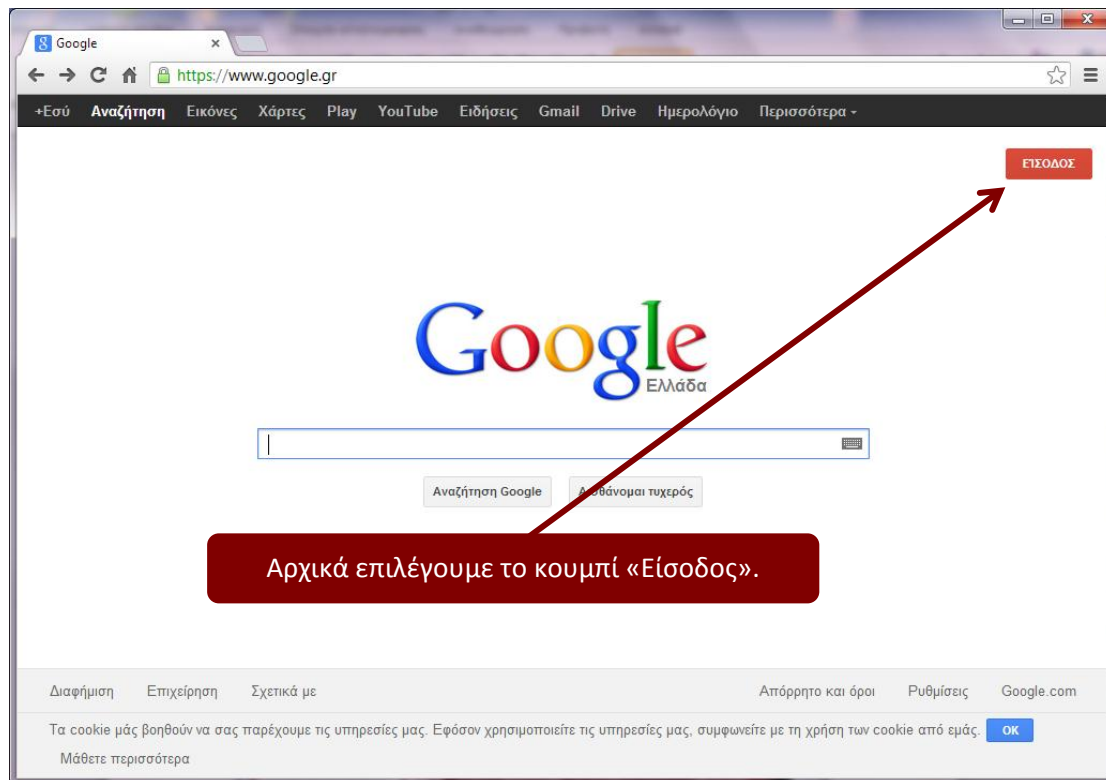 Google
https://www.google.gr
+Εσύ Αναζήτηση Εικόνες Χάρτες Play YouTube Ειδήσεις Gmail Drive Ημερολόγιο Περισσότερα
ΕΊΣΟΔΟΣ
Google
Ελλάδα
Αναζήτηση Google Αισθάνομαι τυχερός
Αρχικά επιλέγουμε το κουμπί «Είσοδος».
Διαφήμιση Επιχείρηση Σχετικά με Απόρρητο και όροι Ρυθμίσεις Google.com
Τα cookie μάς βοηθούν να σας παρέχουμε τις υπηρεσίες μας. Εφόσον χρησιμοποιείτε τις υπηρεσίες μας, συμφωνείτε με τη χρήση των cookie από εμάς. OK
Μάθετε περισσότερα